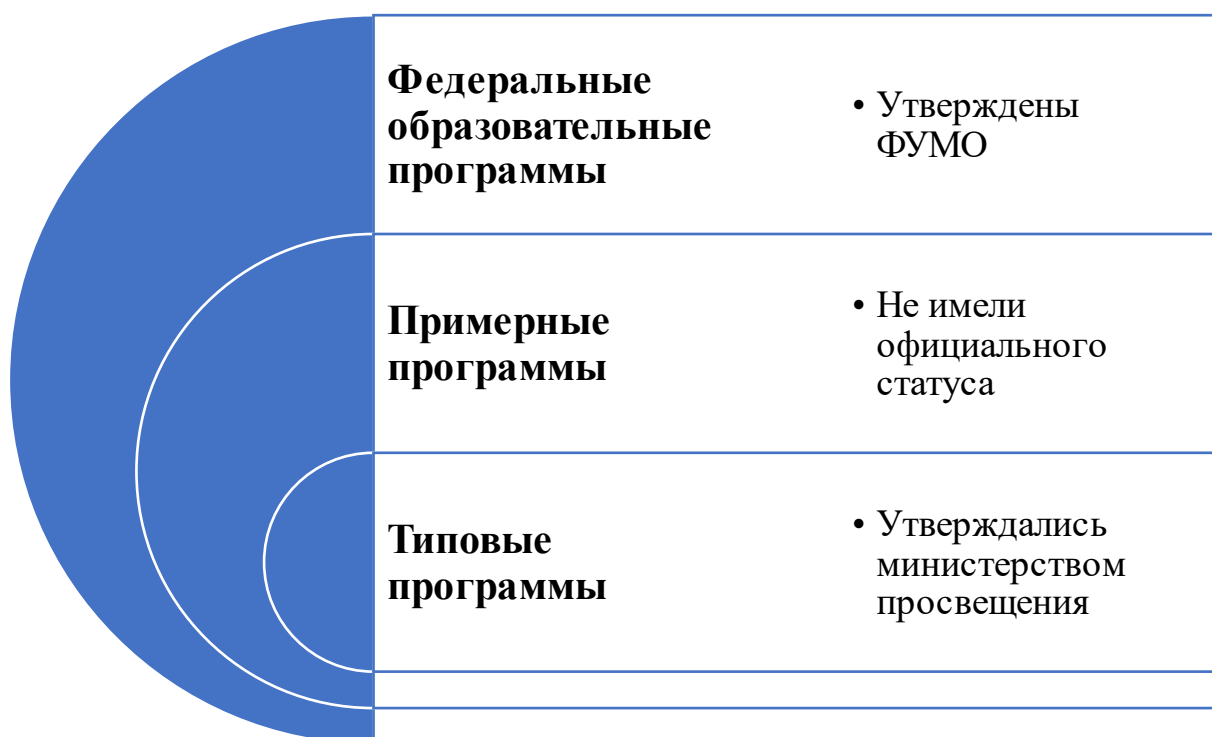 Федеральные
образовательные
программы
• Утверждены
ФУМО
Примерные
программы
• Не имели
официального
статуса
Типовые
программы
• Утверждались
министерством
просвещения